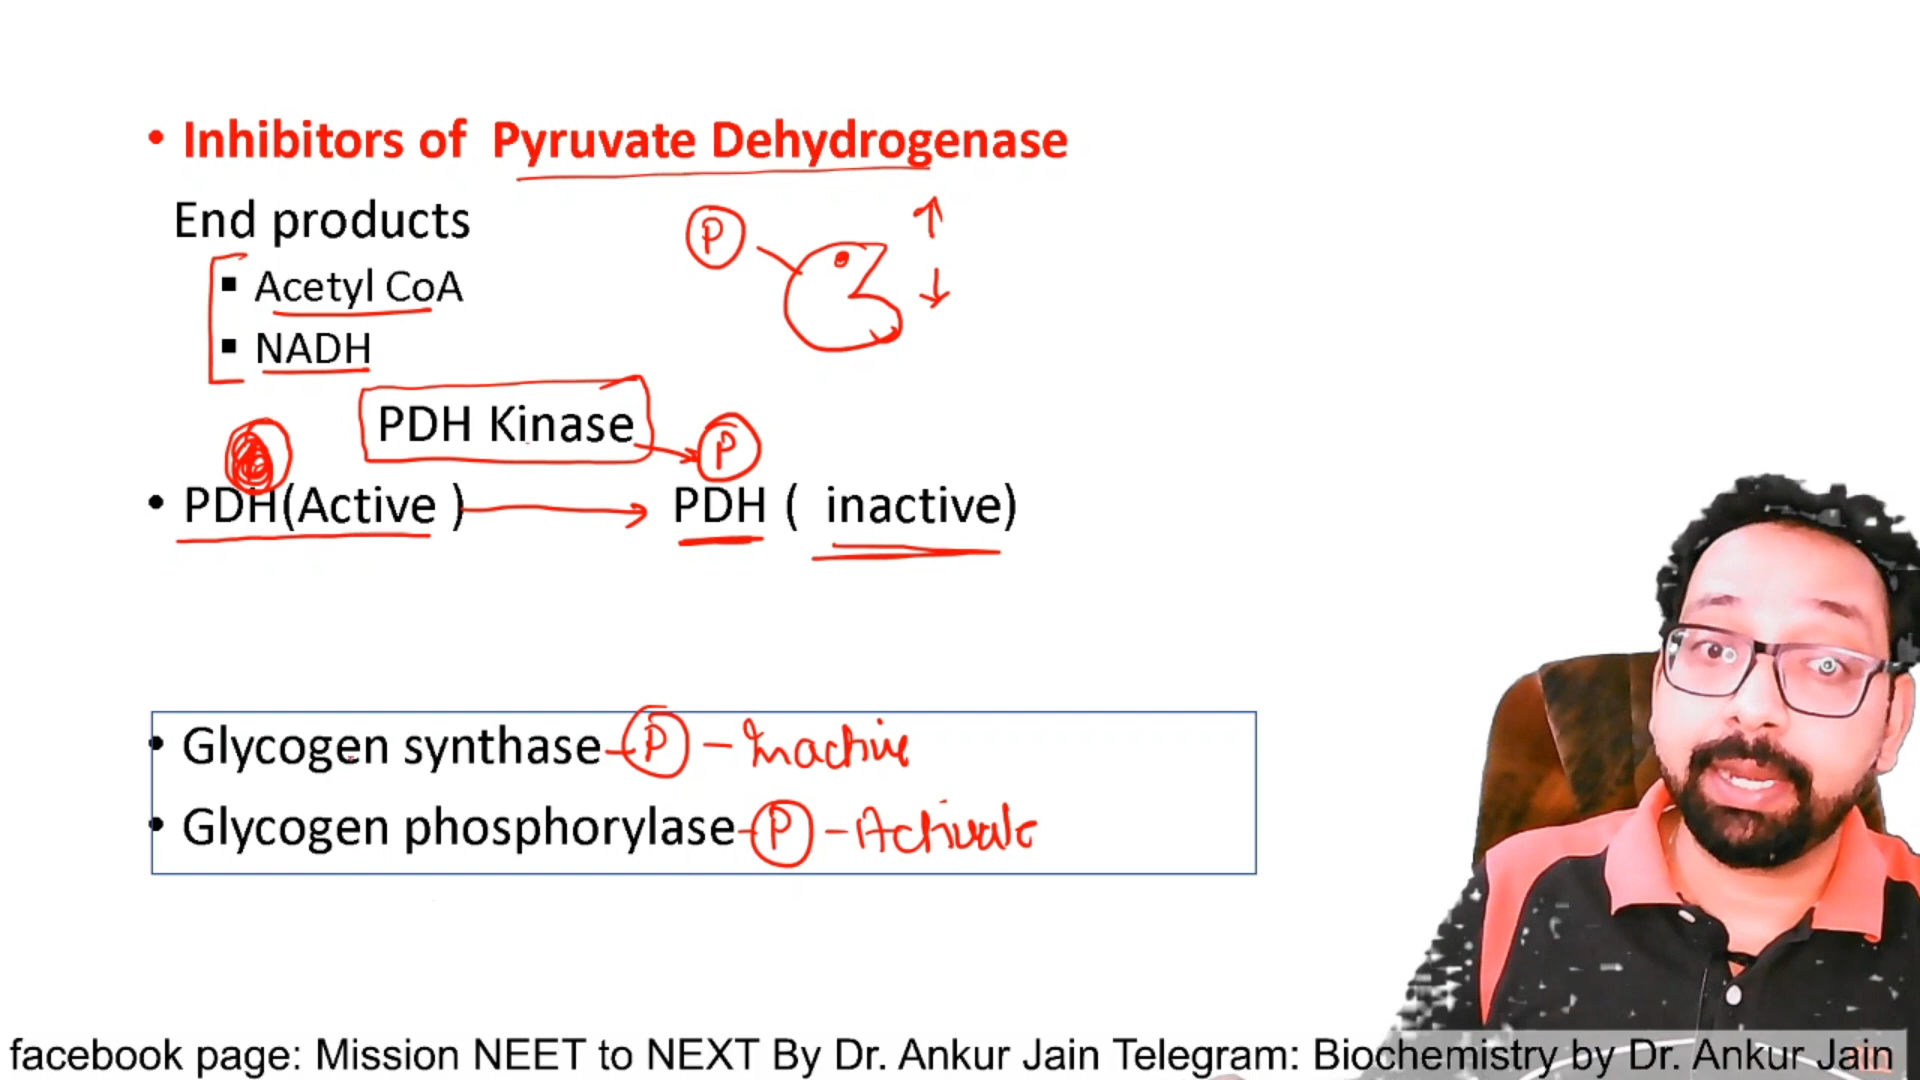 • Inhibitors of Pyruvate Dehydrogenase
End products
P
▪ Acetyl CoA
▪ NADH
PDH Kinase
P
• PDH(Active ) PDH ( inactive)
• Glycogen synthase - P - Inactive
• Glycogen phosphorylase - P - Activate
facebook page: Mission NEET to NEXT By Dr. Ankur Jain Telegram: Biochemistry by Dr. Ankur Jain